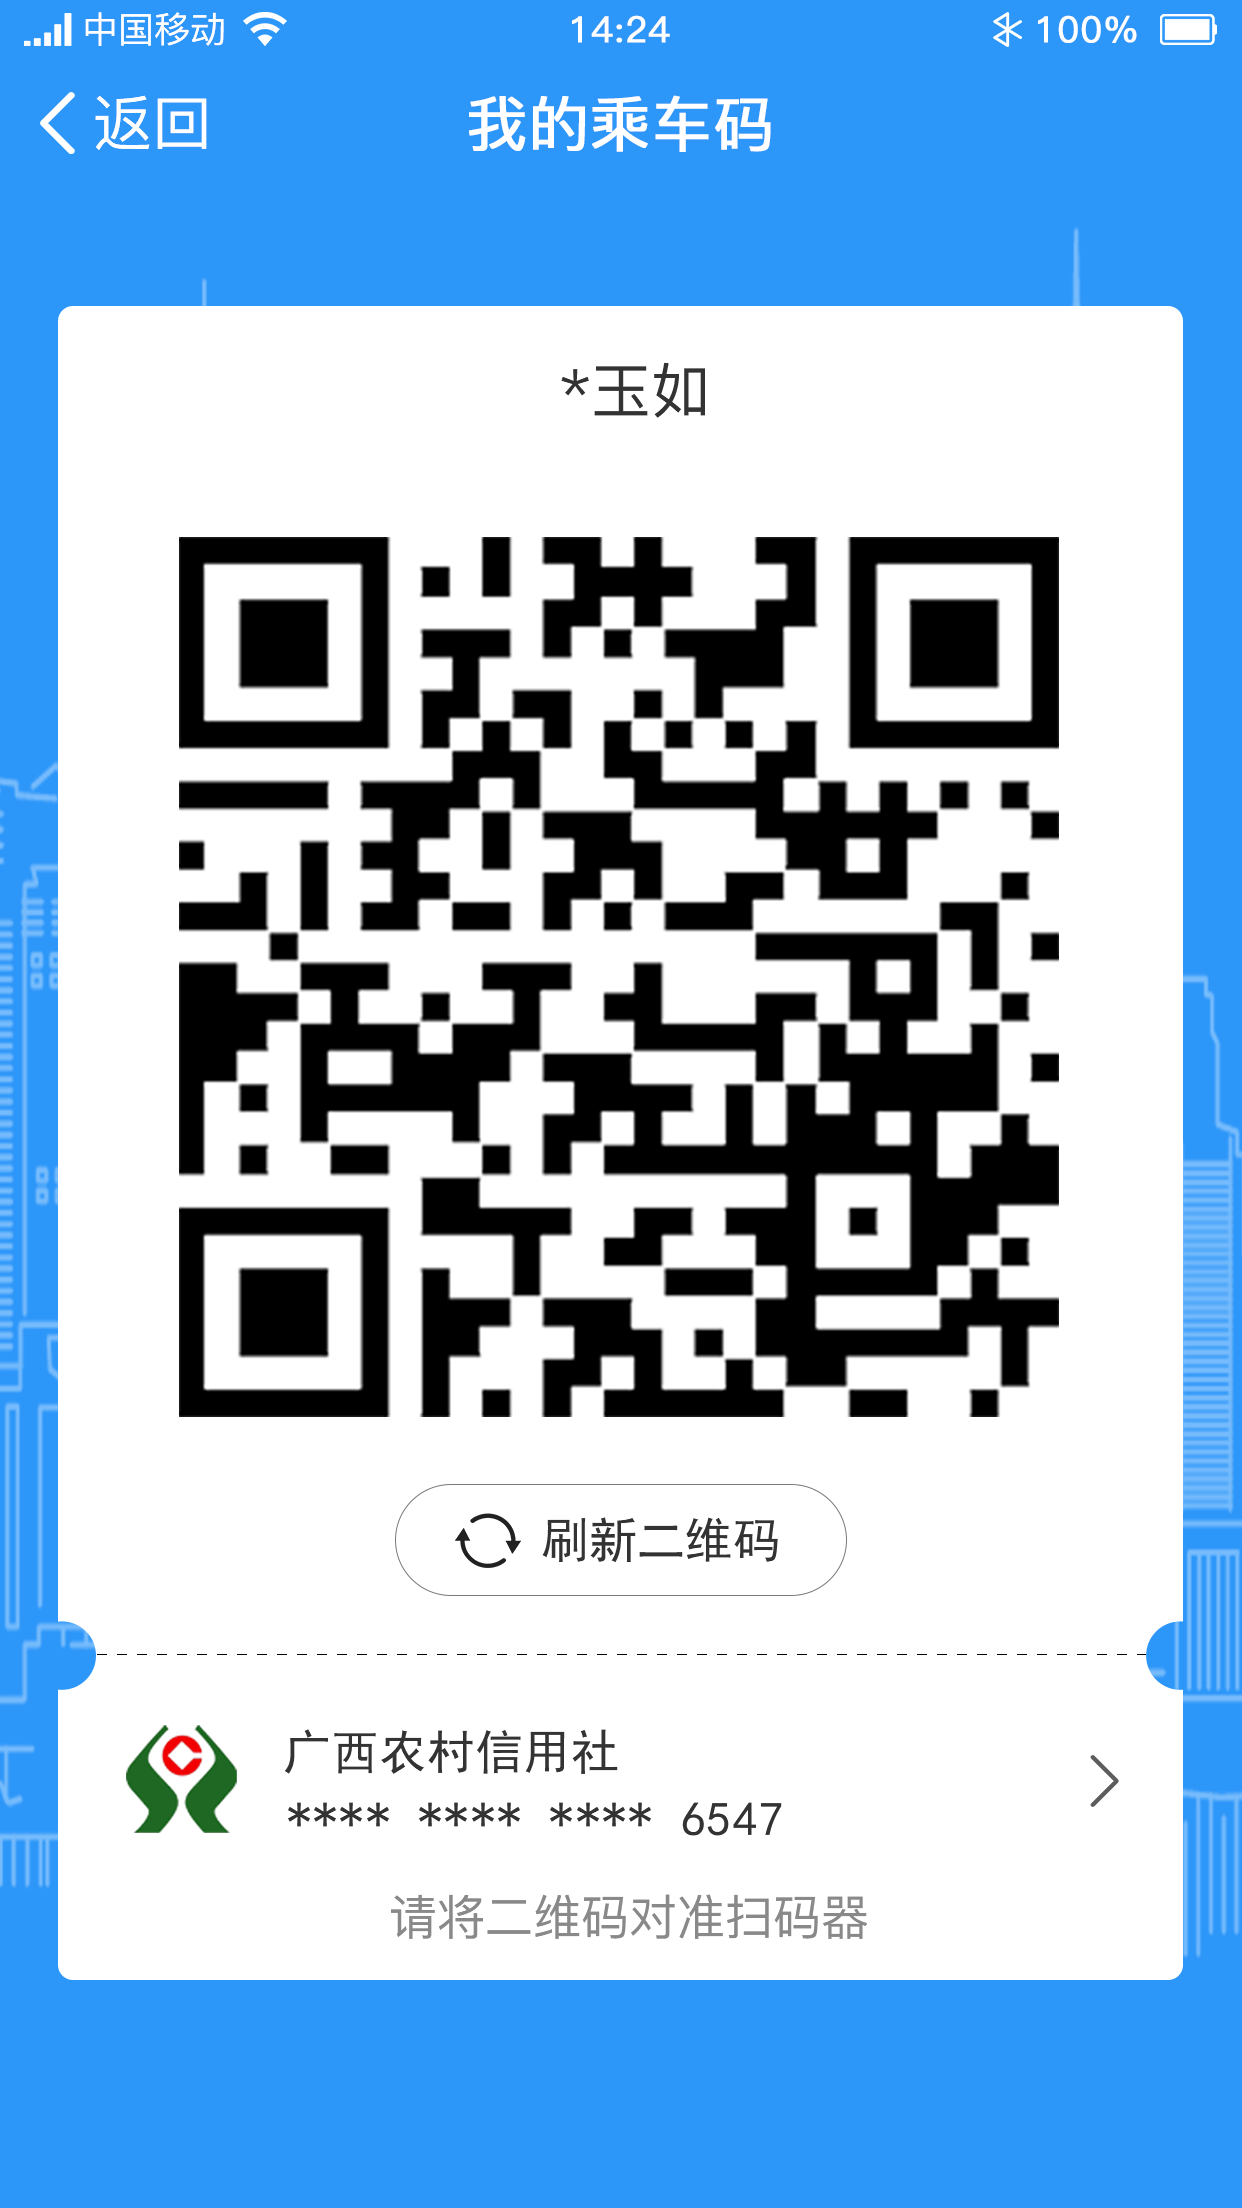 中国移动 14:24 100%
返回 我的乘车码
*玉如
刷新二维码
广西农村信用社
**** **** **** 6547
请将二维码对准扫码器